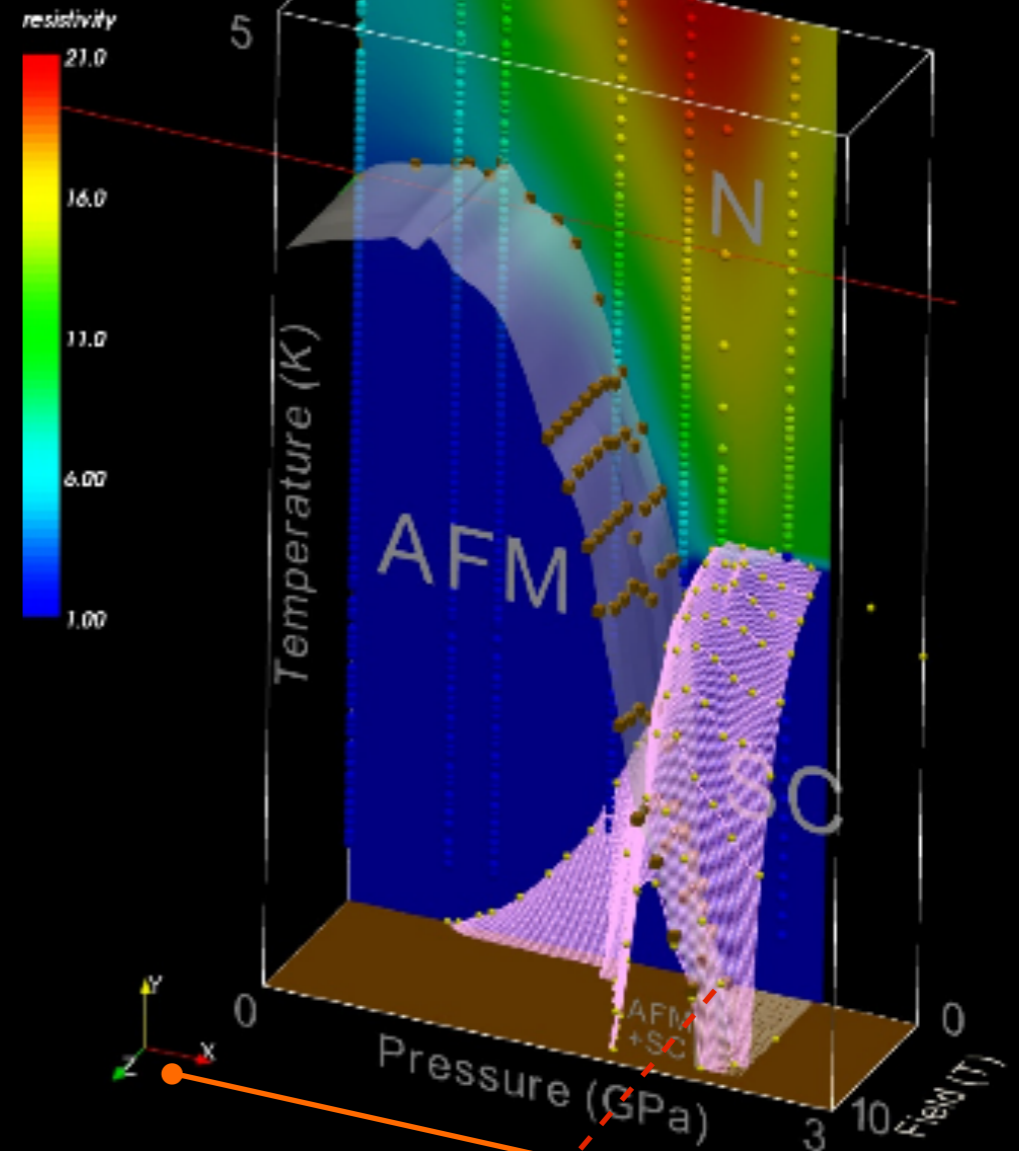 resistivity
21.0
16.0
11.0
6.00
1.00
5
N
Temperature (K)
AFM
SC
AFM
+SC
0
Pressure (GPa)
3
10
0
Field (T)
Y
X
Z